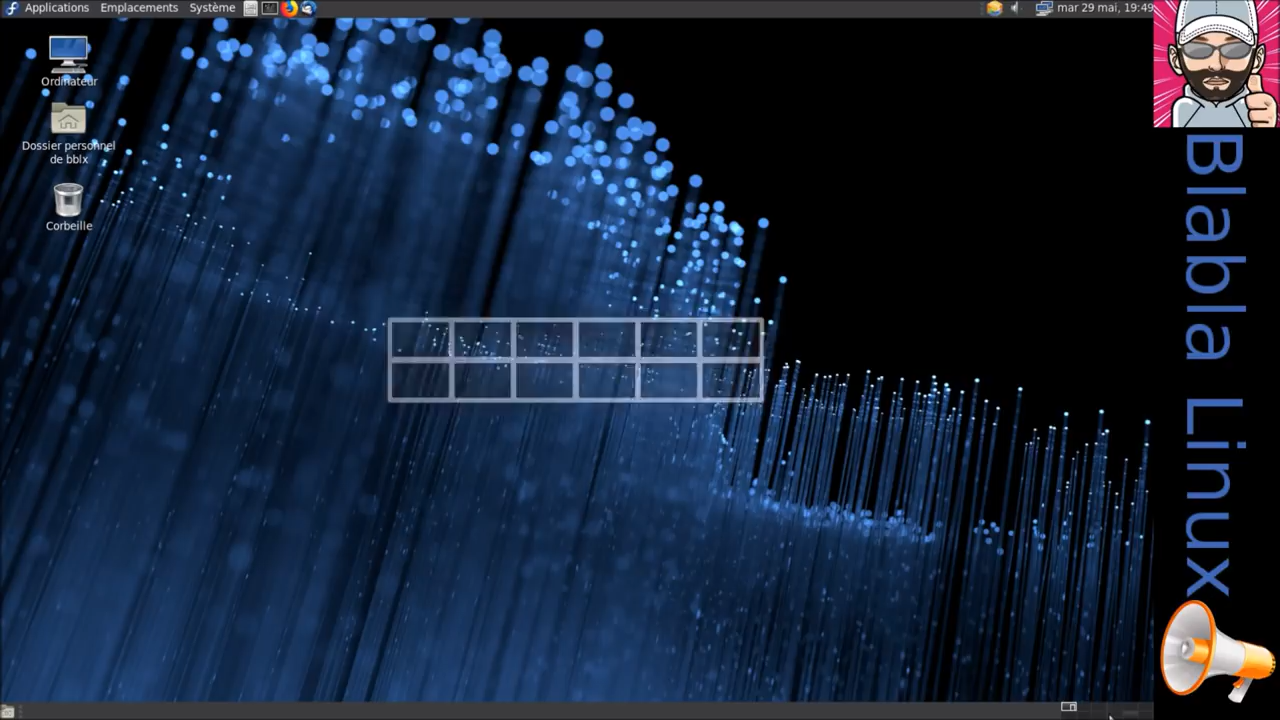 Applications Emplacements Système mar 29 mai, 19:49
Ordinateur
Dossier personnel
de bblx
Corbeille
Blabla Linux